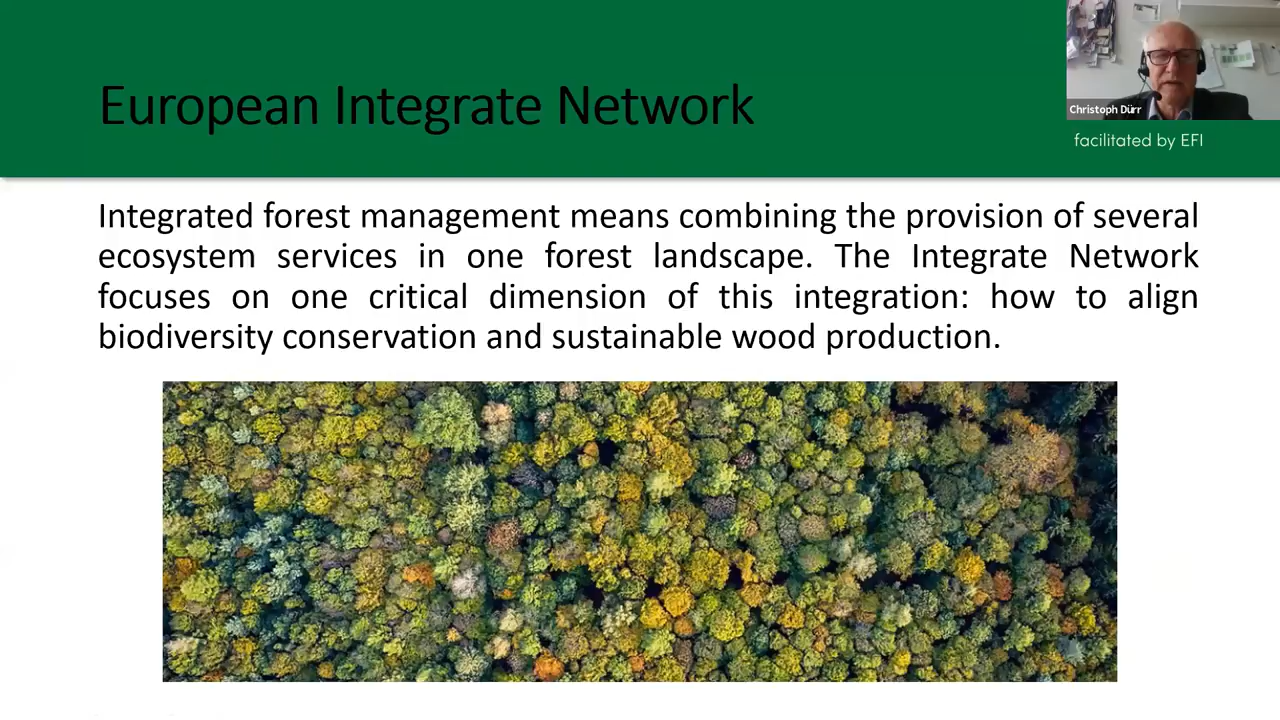 European Integrate Network
Christoph Dürr
facilitated by EFI
Integrated forest management means combining the provision of several
ecosystem services in one forest landscape. The Integrate Network
focuses on one critical dimension of this integration: how to align
biodiversity conservation and sustainable wood production.